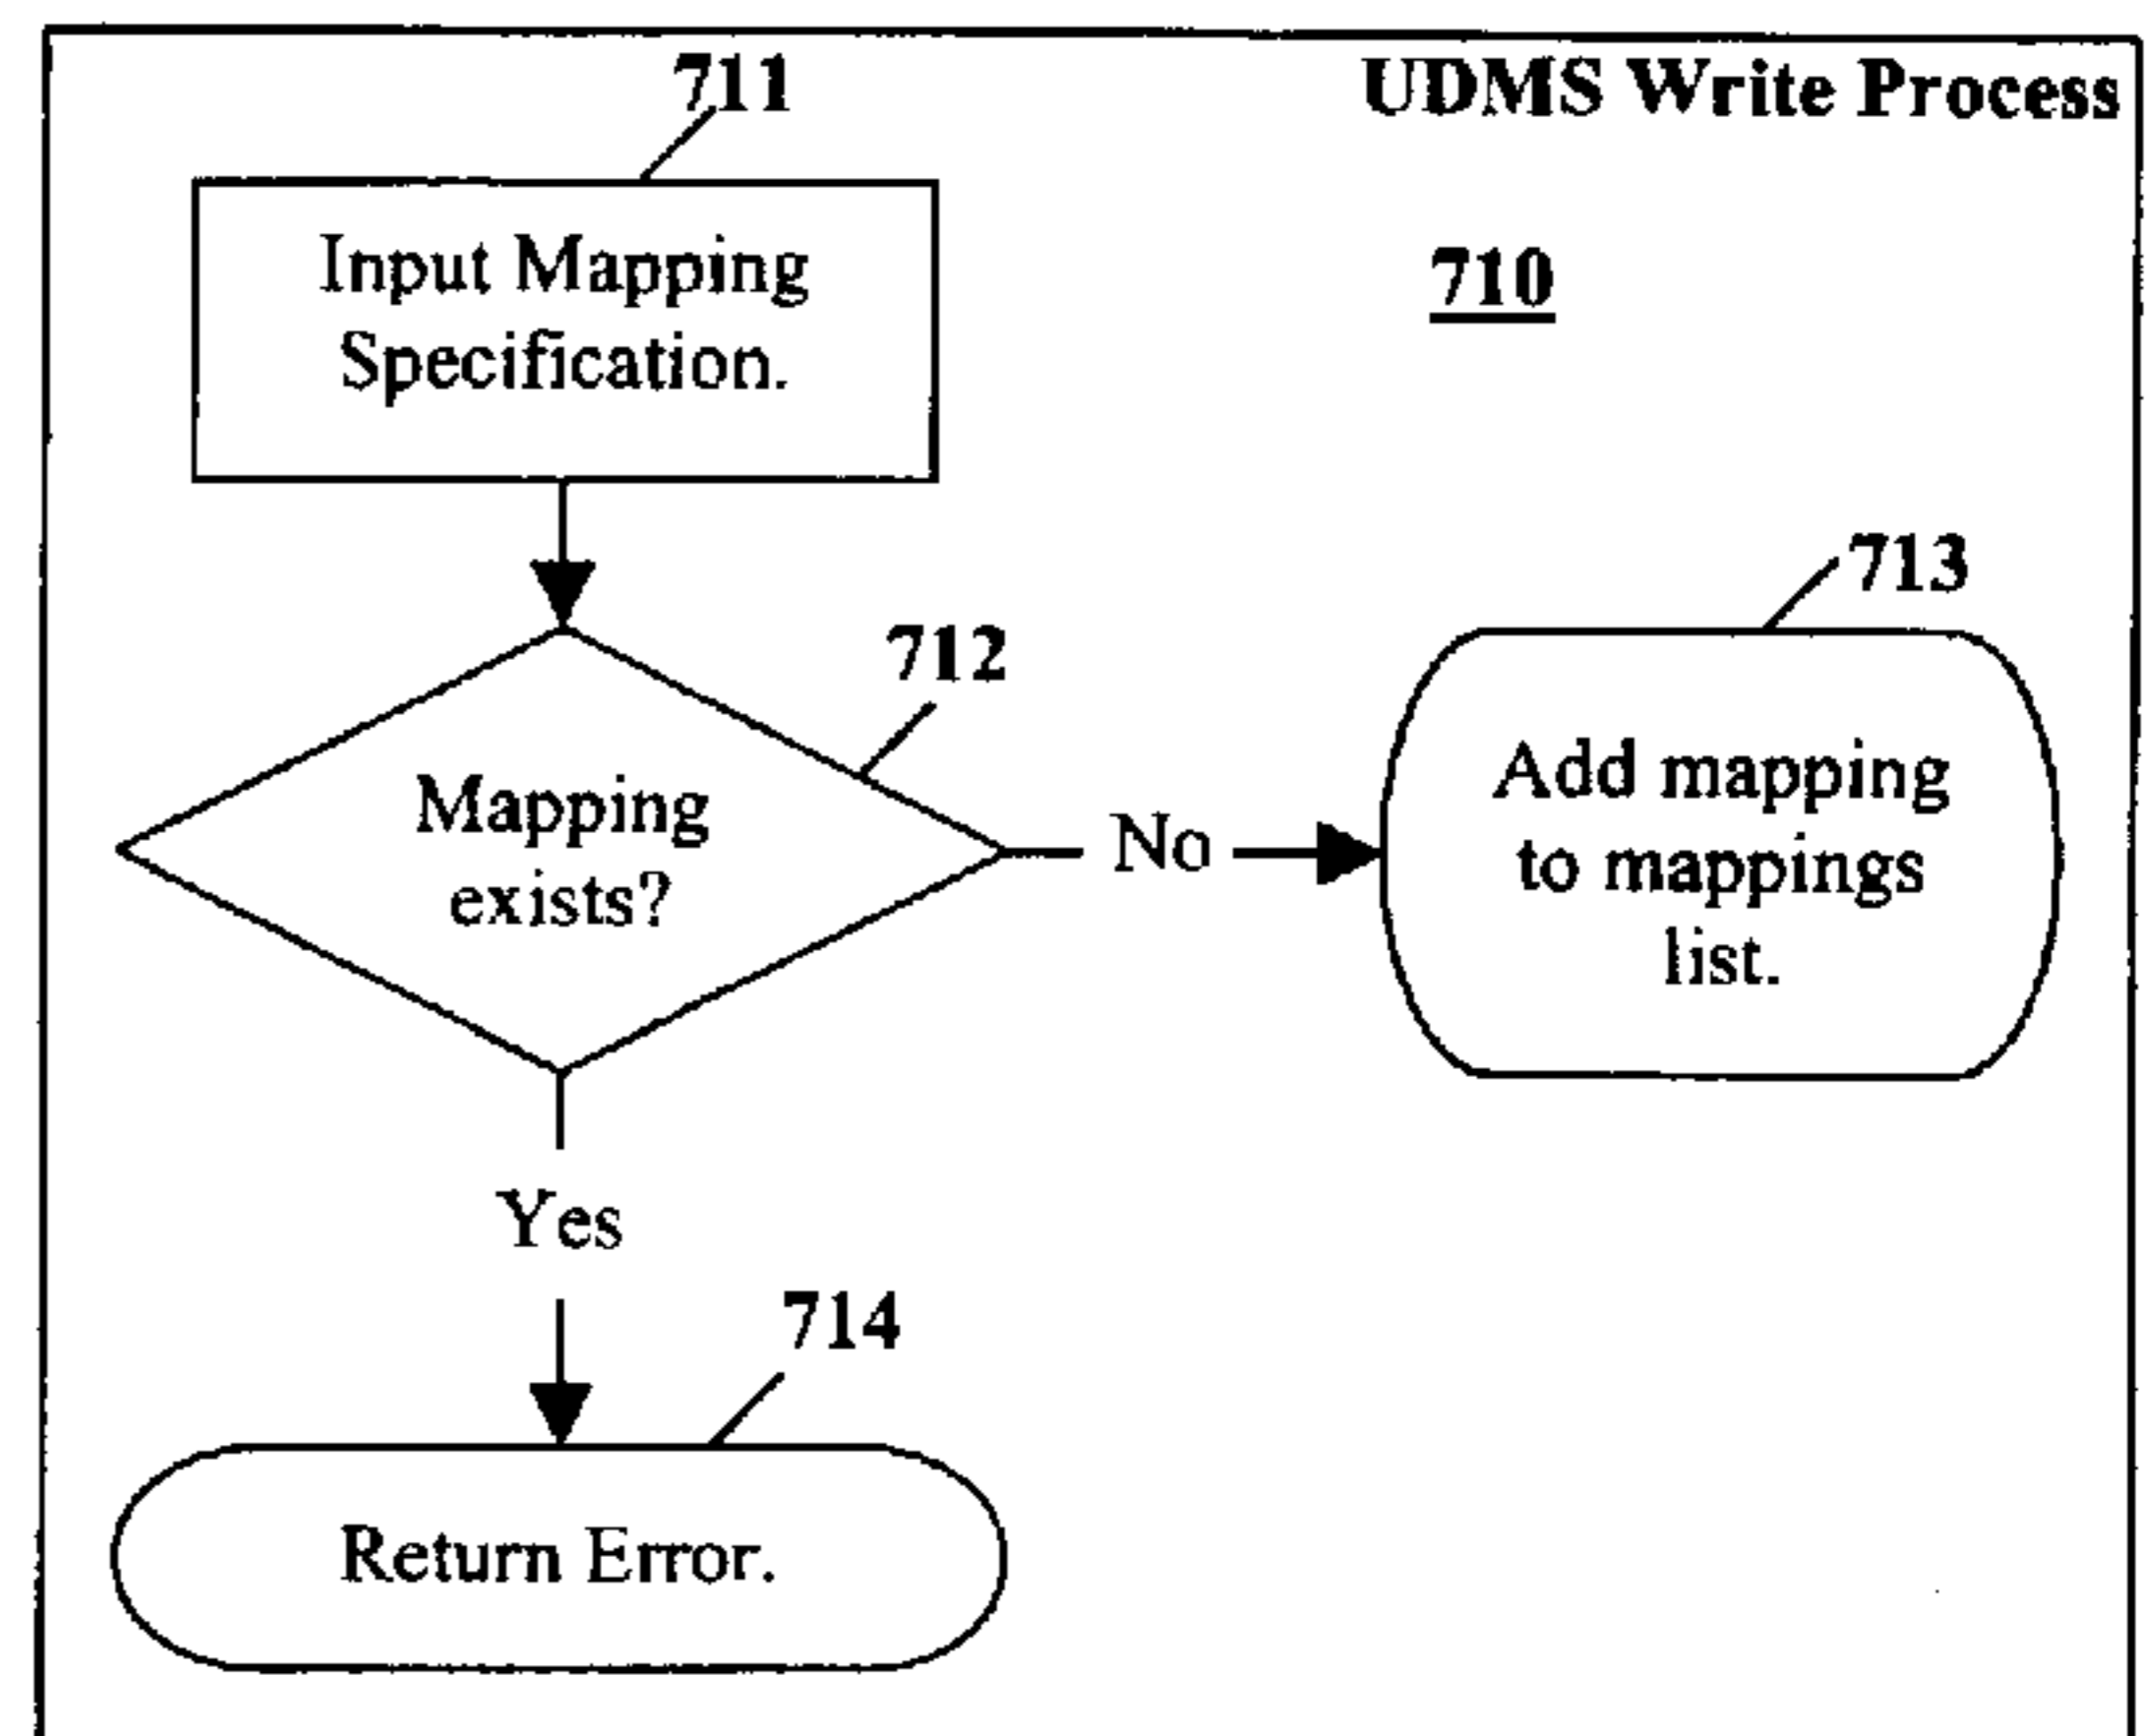 711
UDMS Write Process
Input Mapping
Specification.
710
713
712
Mapping
exists?
No
Add mapping
to mappings
list.
Yes
714
Return Error.